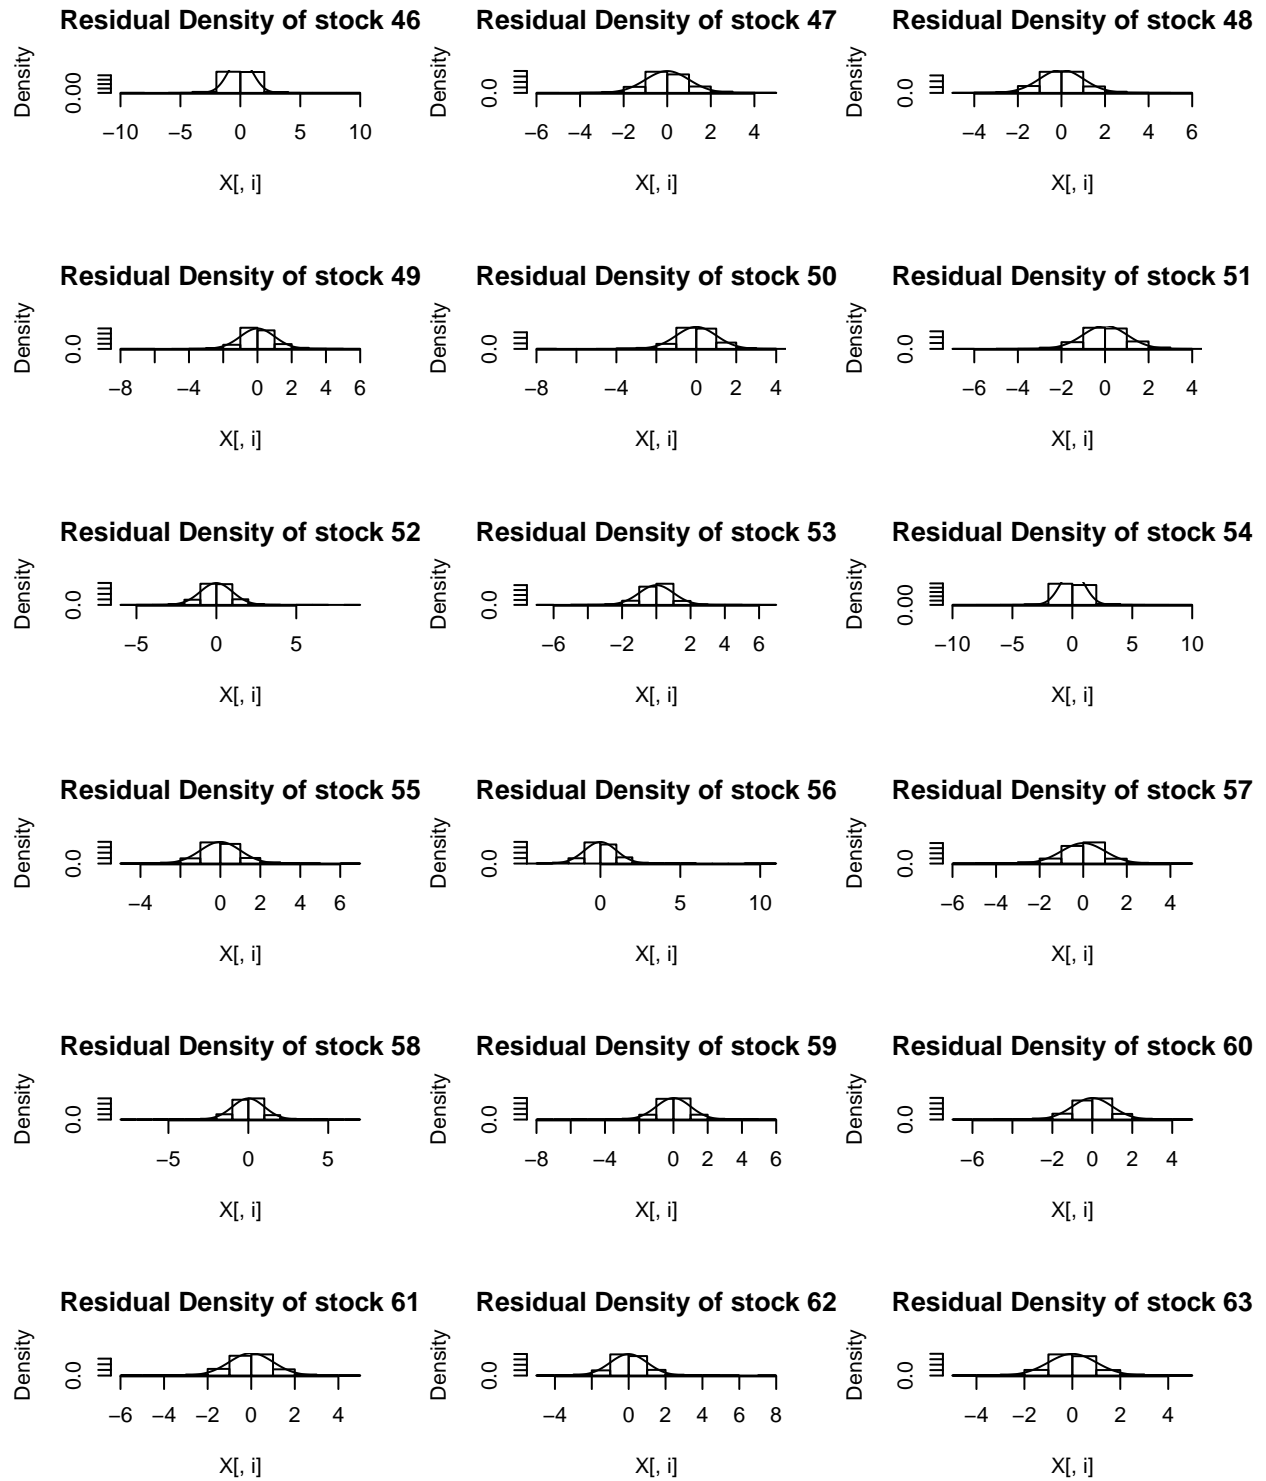 Residual Density of stock 46
Density
0.00
−10 −5 0 5 10
X[, i]
Residual Density of stock 47
Density
0.0
−6 −4 −2 0 2 4
X[, i]
Residual Density of stock 48
Density
0.0
−4 −2 0 2 4 6
X[, i]
Residual Density of stock 49
Density
0.0
−8 −4 0 2 4 6
X[, i]
Residual Density of stock 50
Density
0.0
−8 −4 0 2 4
X[, i]
Residual Density of stock 51
Density
0.0
−6 −4 −2 0 2 4
X[, i]
Residual Density of stock 52
Density
0.0
−5 0 5
X[, i]
Residual Density of stock 53
Density
0.0
−6 −2 0 2 4 6
X[, i]
Residual Density of stock 54
Density
0.00
−10 −5 0 5 10
X[, i]
Residual Density of stock 55
Density
0.0
−4 0 2 4 6
X[, i]
Residual Density of stock 56
Density
0.0
0 5 10
X[, i]
Residual Density of stock 57
Density
0.0
−6 −4 −2 0 2 4
X[, i]
Residual Density of stock 58
Density
0.0
−5 0 5
X[, i]
Residual Density of stock 59
Density
0.0
−8 −4 0 2 4 6
X[, i]
Residual Density of stock 60
Density
0.0
−6 −2 0 2 4
X[, i]
Residual Density of stock 61
Density
0.0
−6 −4 −2 0 2 4
X[, i]
Residual Density of stock 62
Density
0.0
−4 0 2 4 6 8
X[, i]
Residual Density of stock 63
Density
0.0
−4 −2 0 2 4
X[, i]